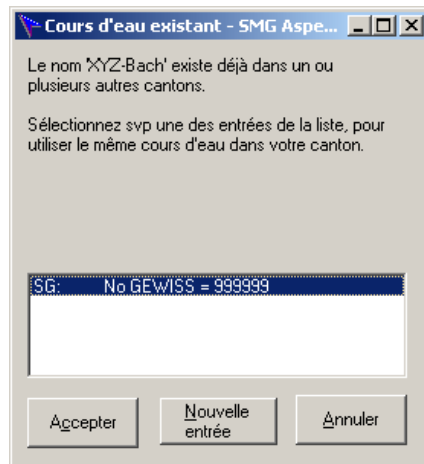 Cours d'eau existant - SMG Aspe...
Le nom 'XYZ-Bach' existe déjà dans un ou
plusieurs autres cantons.
Sélectionnez svp une des entrées de la liste, pour
utiliser le même cours d'eau dans votre canton.
SG: No GEWISS = 999999
Accepter
Nouvelle
entrée
Annuler